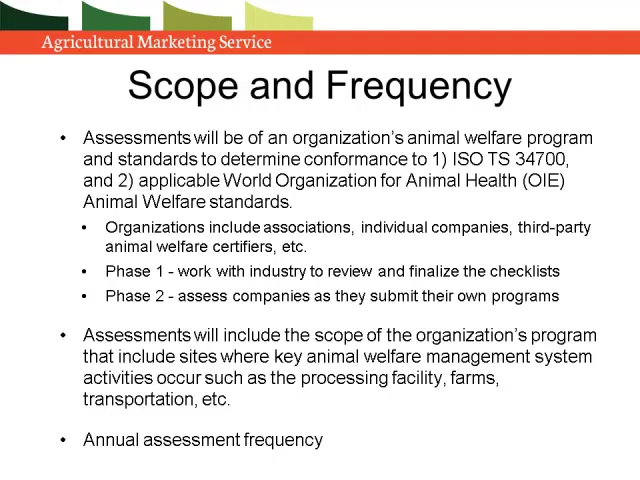 Agricultural Marketing Service
Scope and Frequency
• Assessments will be of an organization's animal welfare program
and standards to determine conformance to 1) ISO TS 34700,
and 2) applicable World Organization for Animal Health (OIE)
Animal Welfare standards.
• Organizations include associations, individual companies, third-party
animal welfare certifiers, etc.
• Phase 1 - work with industry to review and finalize the checklists
• Phase 2 - assess companies as they submit their own programs
• Assessments will include the scope of the organization's program
that include sites where key animal welfare management system
activities occur such as the processing facility, farms,
transportation, etc.
• Annual assessment frequency